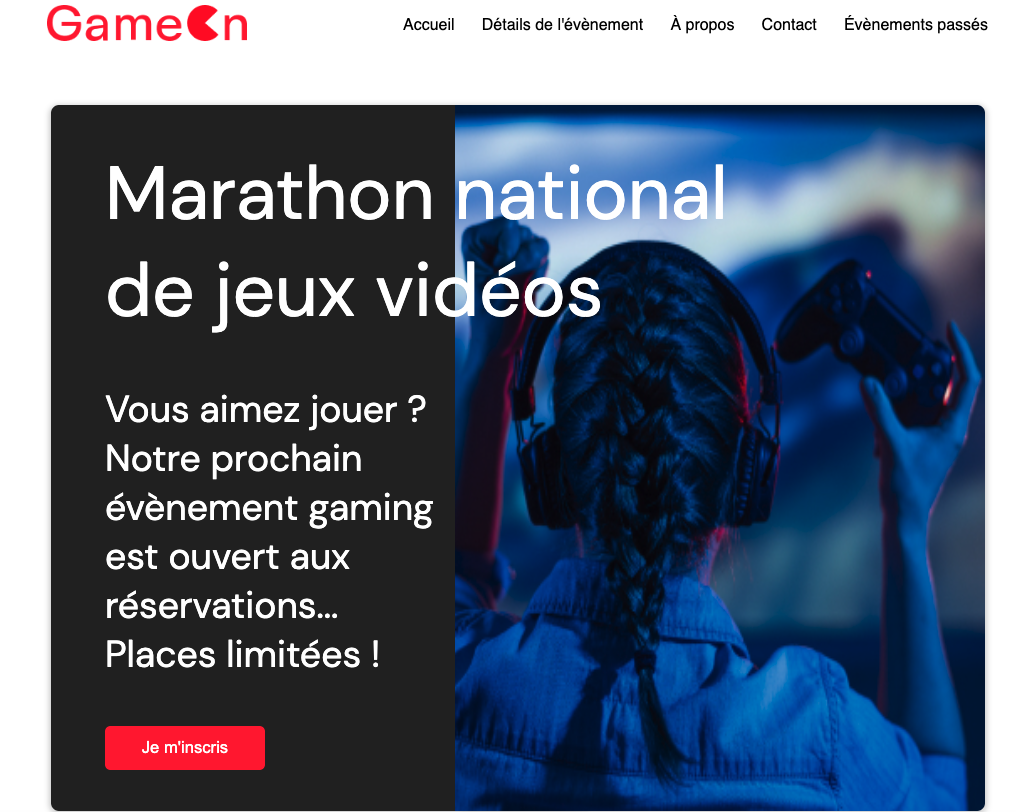 GameOn
Accueil Détails de l'évènement À propos Contact Évènements passés
Marathon national
de jeux vidéos
Vous aimez jouer ?
Notre prochain
évènement gaming
est ouvert aux
réservations...
Places limitées !
Je m'inscris